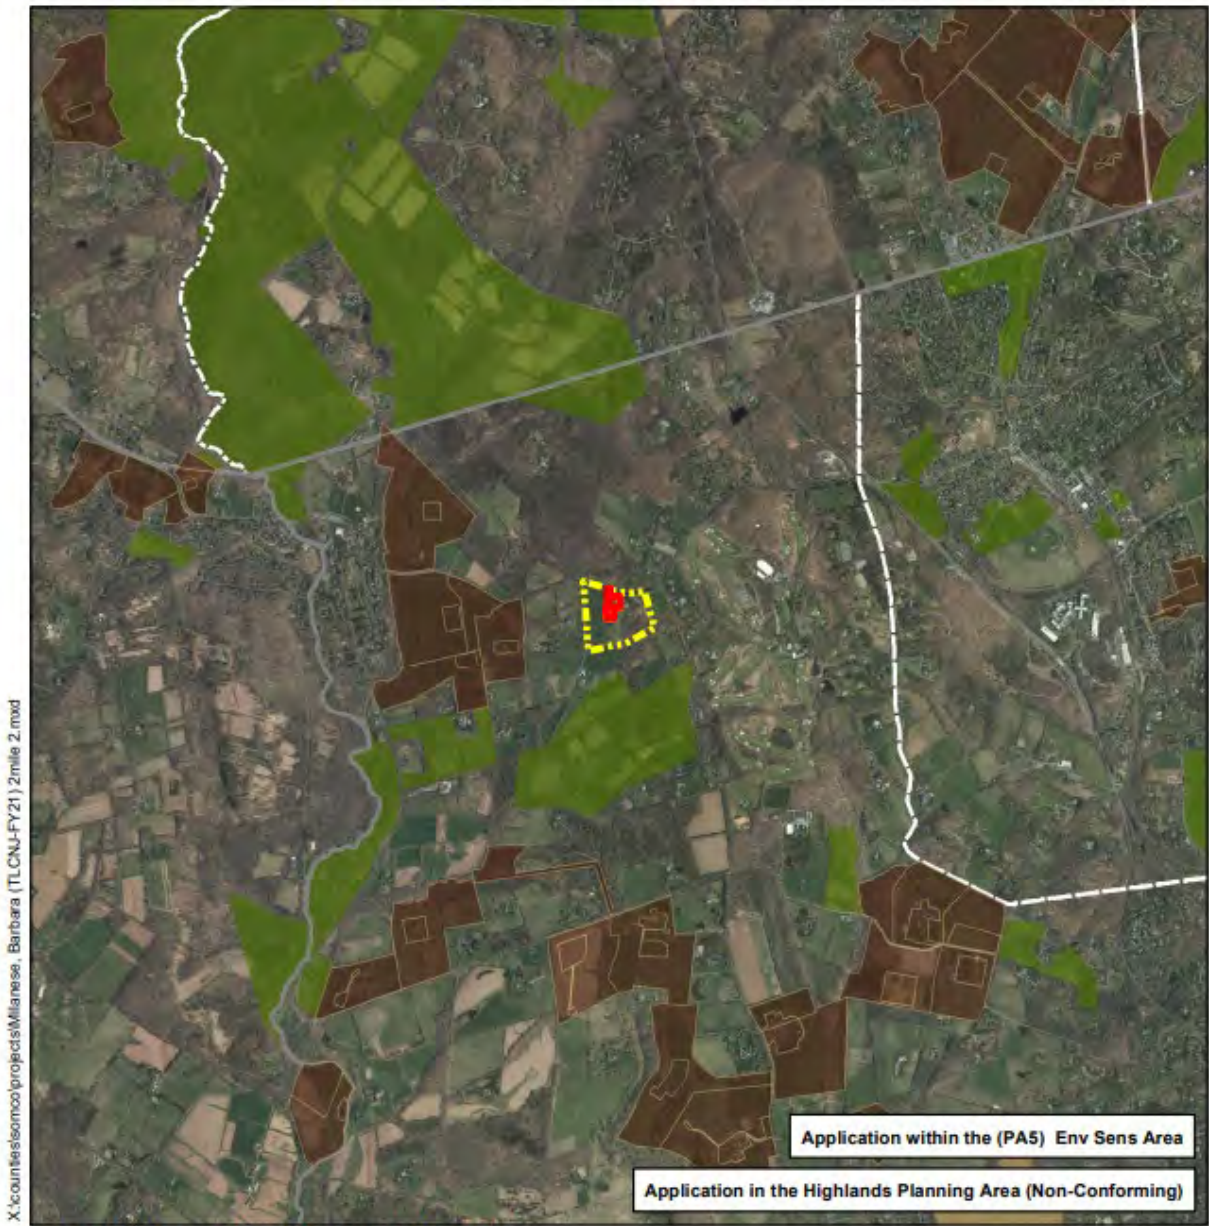 X:\counties\somco\projects\Milanese, Barbara (TLCNJ-FY21) 2mile 2.mxd
Application within the (PA5) Env Sens Area
Application in the Highlands Planning Area (Non-Conforming)